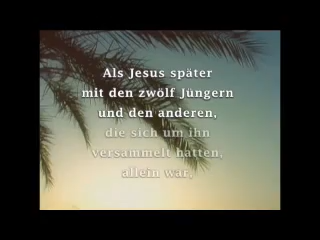 Als Jesus später
mit den zwölf Jüngern
und den anderen,
die sich um ihn
versammelt hatten,
allein war,